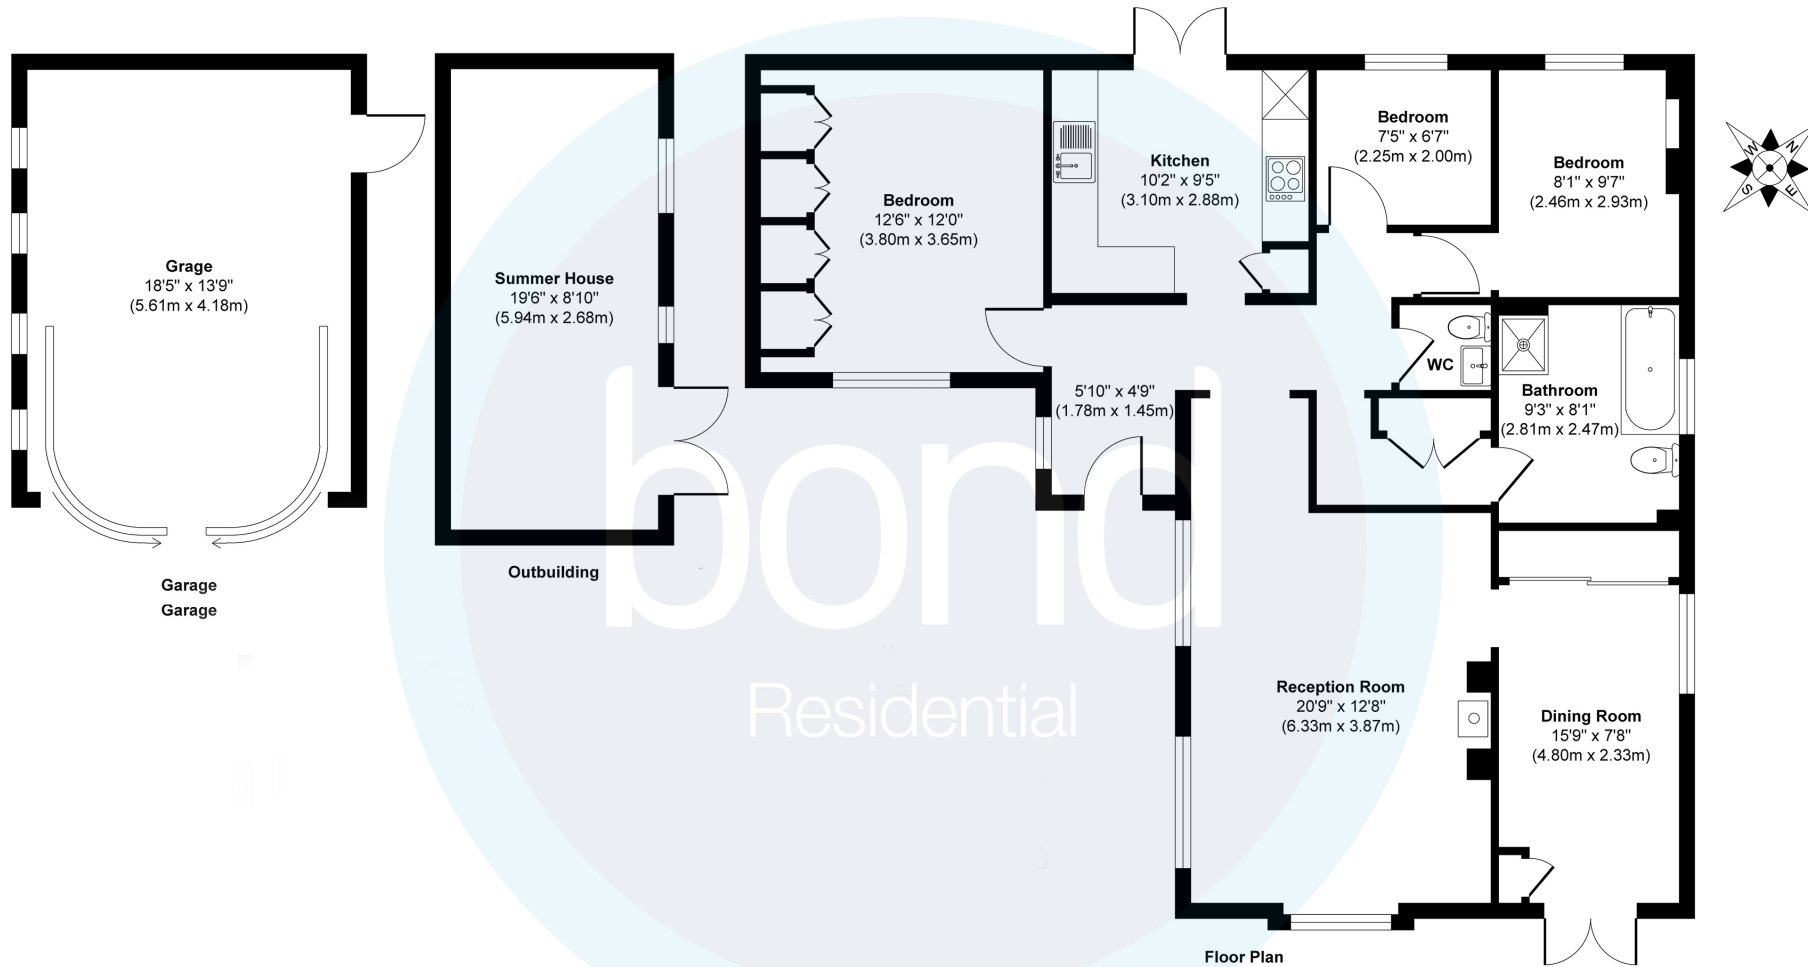 Grage
18'5" x 13'9"
(5.61m x 4.18m)
Garage
Garage
Summer House
19'6" x 8'10"
(5.94m x 2.68m)
Outbuilding
Bedroom
12'6" x 12'0"
(3.80m x 3.65m)
Kitchen
10'2" x 9'5"
(3.10m x 2.88m)
Bedroom
7'5" x 6'7"
(2.25m x 2.00m)
Bedroom
8'1" x 9'7"
(2.46m x 2.93m)
W
N
S
E
5'10" x 4'9"
(1.78m x 1.45m)
WC
Bathroom
9'3" x 8'1"
(2.81m x 2.47m)
Reception Room
20'9" x 12'8"
(6.33m x 3.87m)
Dining Room
15'9" x 7'8"
(4.80m x 2.33m)
Floor Plan
bond
Residential